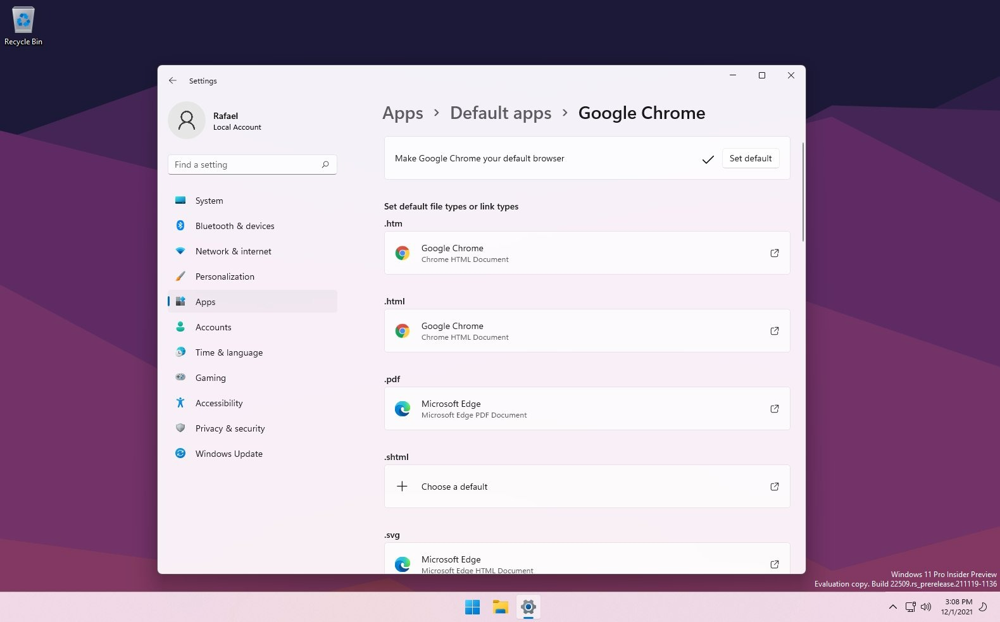 Recycle Bin
Settings
Rafael
Local Account
Find a setting
System
Bluetooth & devices
Network & internet
Personalization
Apps
Accounts
Time & language
Gaming
Accessibility
Privacy & security
Windows Update
Apps > Default apps > Google Chrome
Make Google Chrome your default browser
Set default
Set default file types or link types
.htm
Google Chrome
Chrome HTML Document
.html
Google Chrome
Chrome HTML Document
.pdf
Microsoft Edge
Microsoft Edge PDF Document
.shtml
Choose a default
.svg
Microsoft Edge
Microsoft Edge HTML Document
Windows 11 Pro Insider Preview
Evaluation copy. Build 22509.rs_prerelease.211119-1136
3:08 PM
12/1/2021